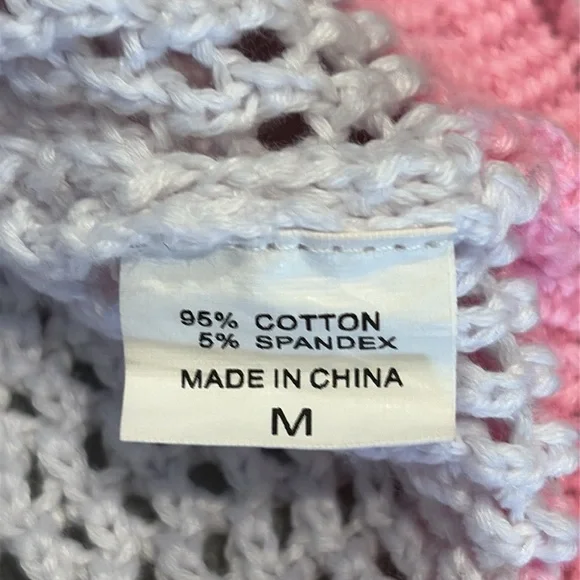 95% COTTON
5% SPANDEX
MADE IN CHINA
M